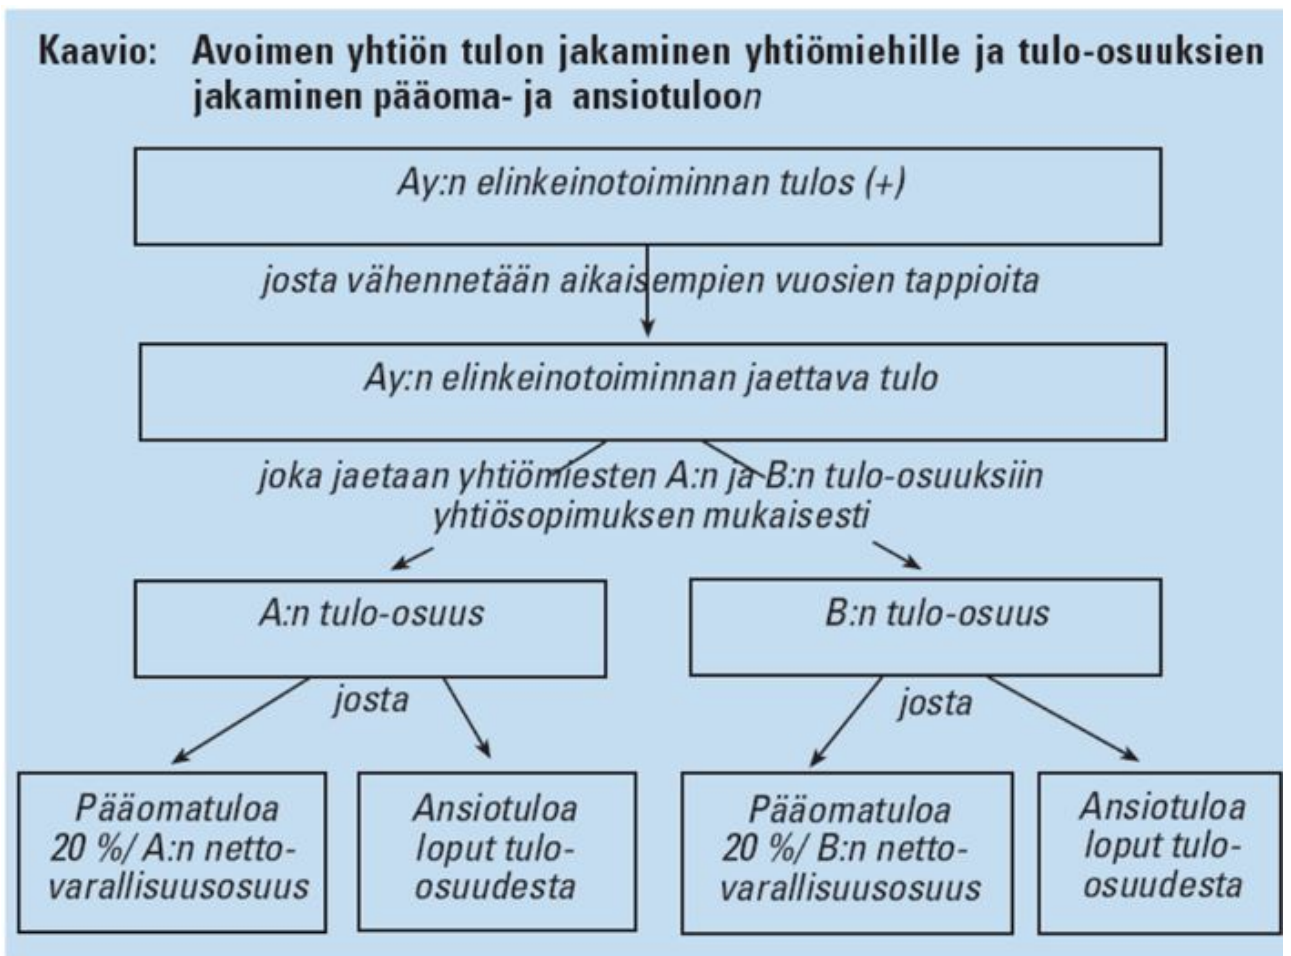 Kaavio: Avoimen yhtiön tulon jakaminen yhtiömiehille ja tulo-osuuksien
jakaminen pääoma- ja ansiotuloon
Ay:n elinkeinotoiminnan tulos (+)
josta vähennetään aikaisempien vuosien tappioita
Ay:n elinkeinotoiminnan jaettava tulo
joka jaetaan yhtiömiesten A:n ja B:n tulo-osuuksiin
yhtiösopimuksen mukaisesti
A:n tulo-osuus
B:n tulo-osuus
josta
josta
Pääomatuloa
20 %/ A:n netto-
varallisuusosuus
Ansiotuloa
loput tulo-
osuudesta
Pääomatuloa
20 %/ B:n netto-
varallisuusosuus
Ansiotuloa
loput tulo-
osuudesta